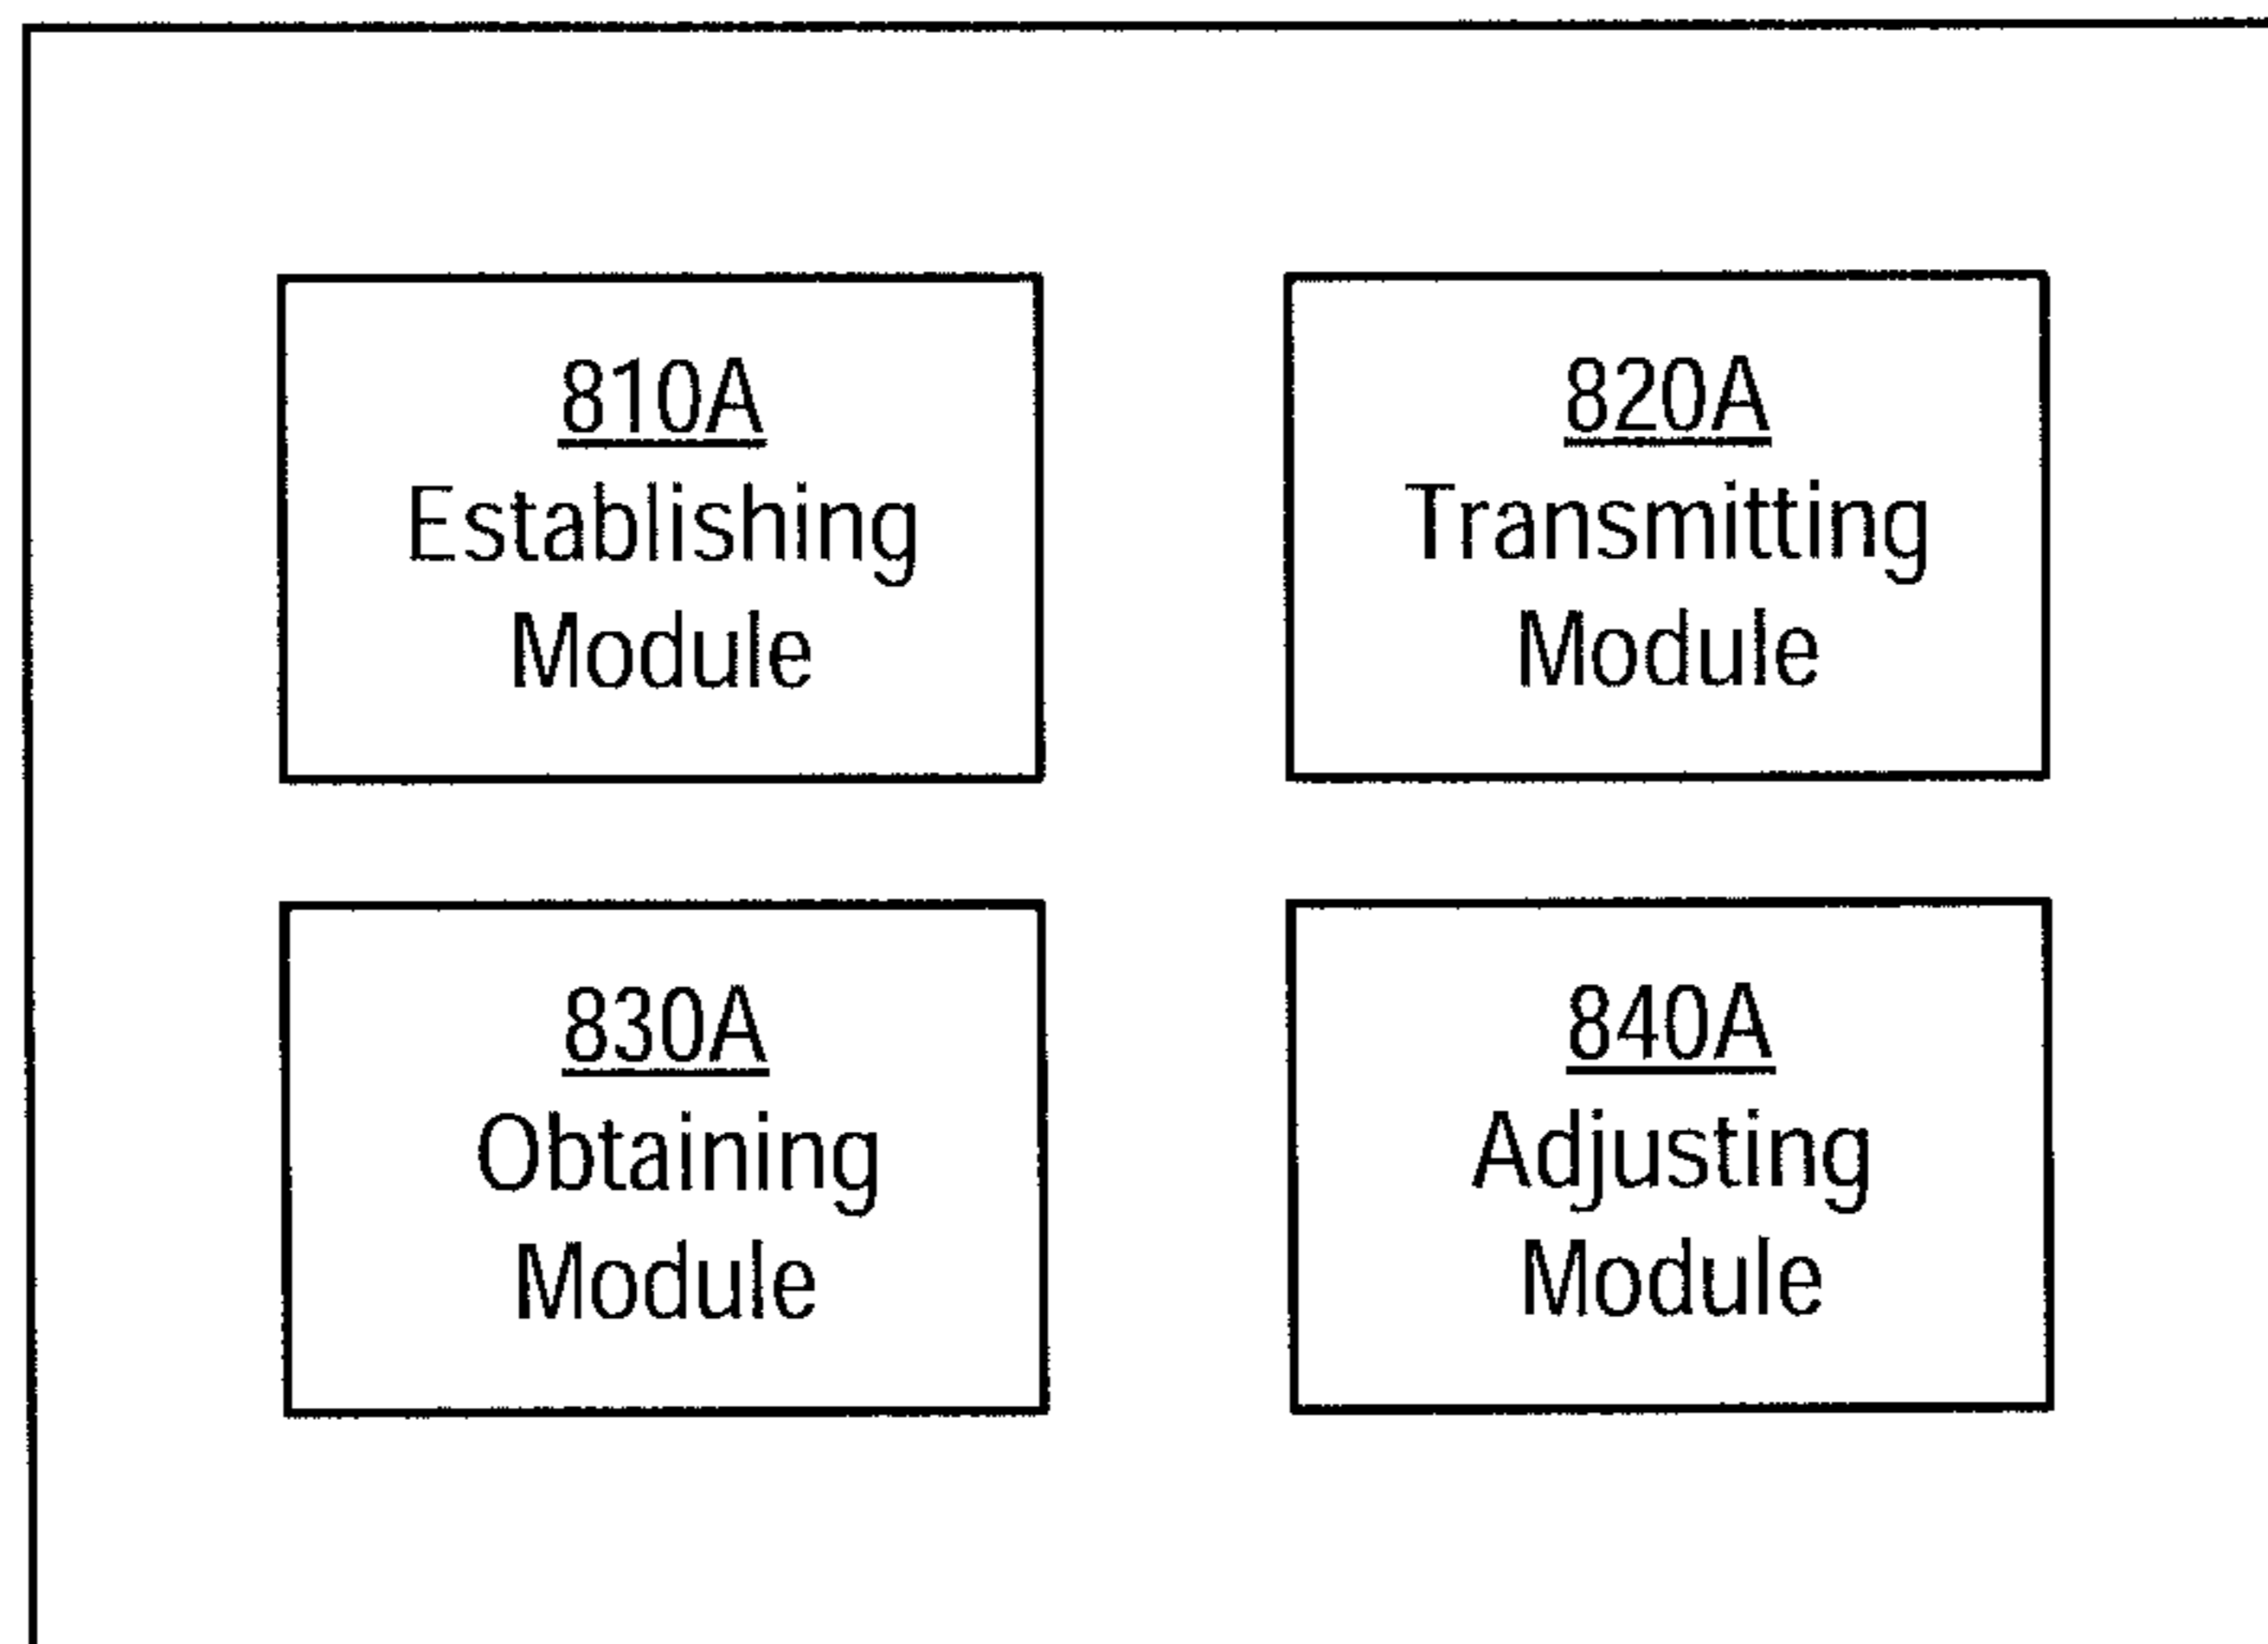 810A
Establishing
Module
820A
Transmitting
Module
830A
Obtaining
Module
840A
Adjusting
Module